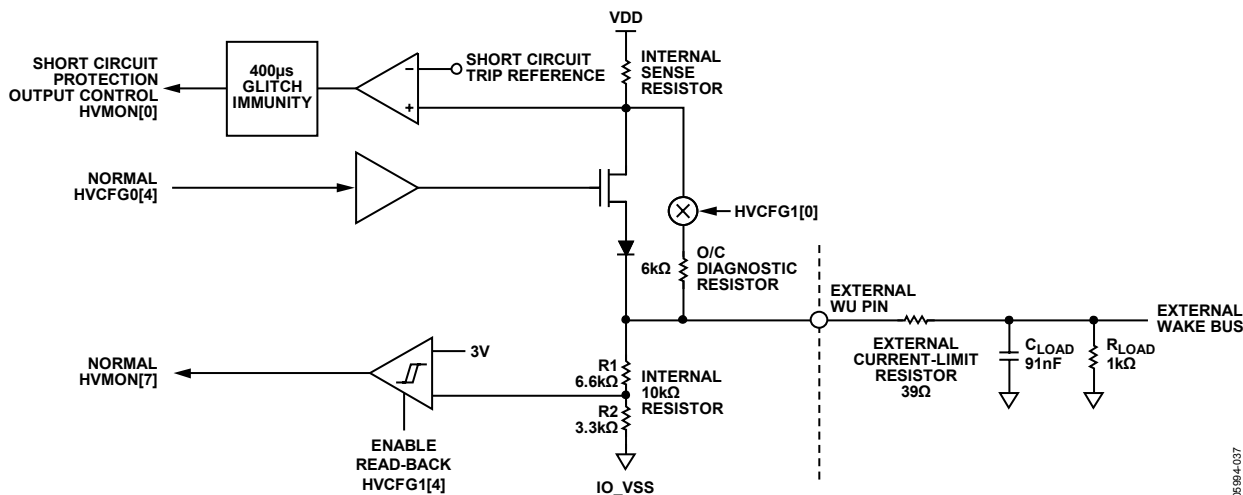 VDD
SHORT CIRCUIT
PROTECTION
OUTPUT CONTROL
HVMON[0]
400µs
GLITCH
IMMUNITY
–
+
SHORT CIRCUIT
TRIP REFERENCE
INTERNAL
SENSE
RESISTOR
NORMAL
HVCFG0[4]
HVCFG1[0]
6kΩ
O/C
DIAGNOSTIC
RESISTOR
EXTERNAL
WU PIN
EXTERNAL
WAKE BUS
EXTERNAL
CURRENT-LIMIT
RESISTOR
39Ω
CLOAD
91nF
RLOAD
1kΩ
NORMAL
HVMON[7]
3V
R1
6.6kΩ
INTERNAL
10kΩ
RESISTOR
R2
3.3kΩ
ENABLE
READ-BACK
HVCFG1[4]
IO_VSS
05994-037